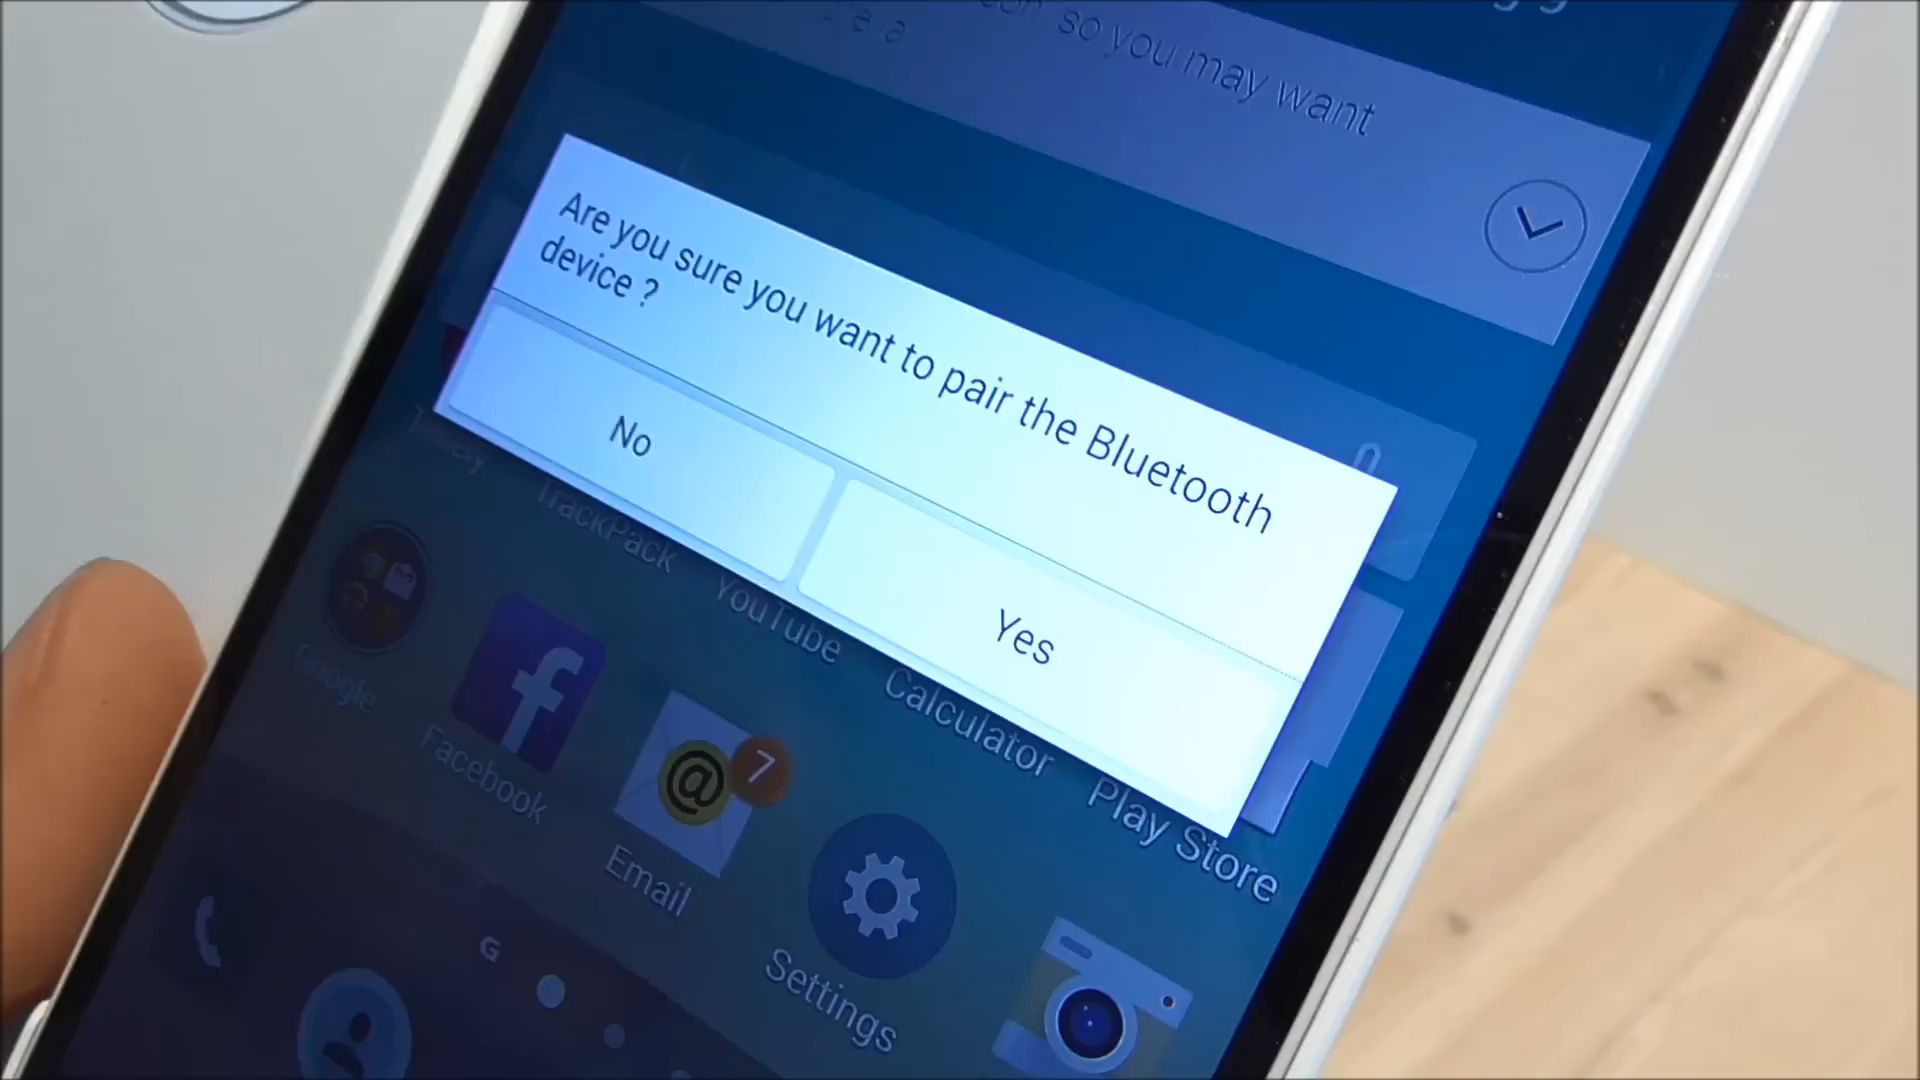 so you may want
Are you sure you want to pair the Bluetooth
device ?
No
Yes
TrackPack
YouTube
Calculator
Play Store
Google
Facebook
@
7
Email
Settings
G